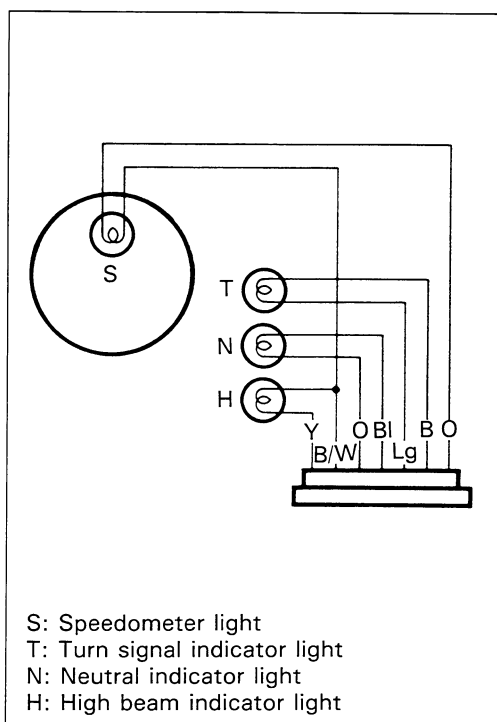 S
T
N
H
Y B/W O Bl Lg B O
S: Speedometer light
T: Turn signal indicator light
N: Neutral indicator light
H: High beam indicator light